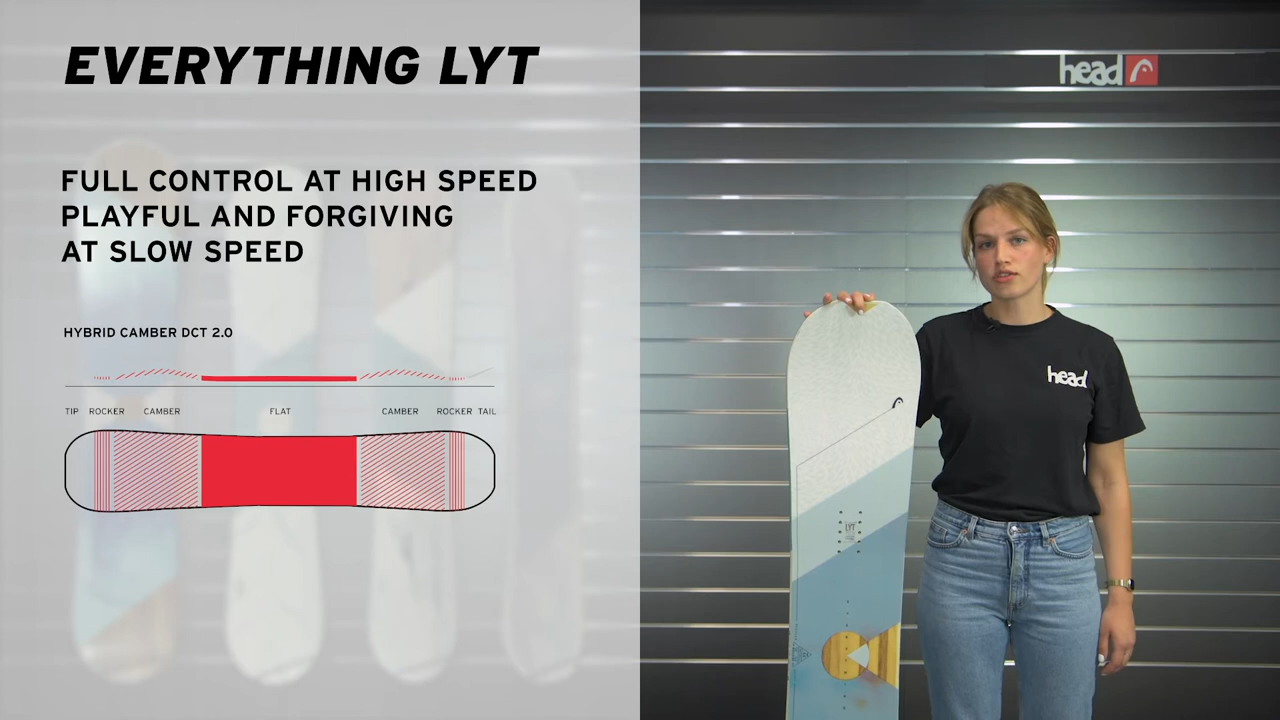 EVERYTHING LYT
FULL CONTROL AT HIGH SPEED
PLAYFUL AND FORGIVING
AT SLOW SPEED
HYBRID CAMBER DCT 2.0
TIP ROCKER CAMBER FLAT CAMBER ROCKER TAIL
head
head
LYT